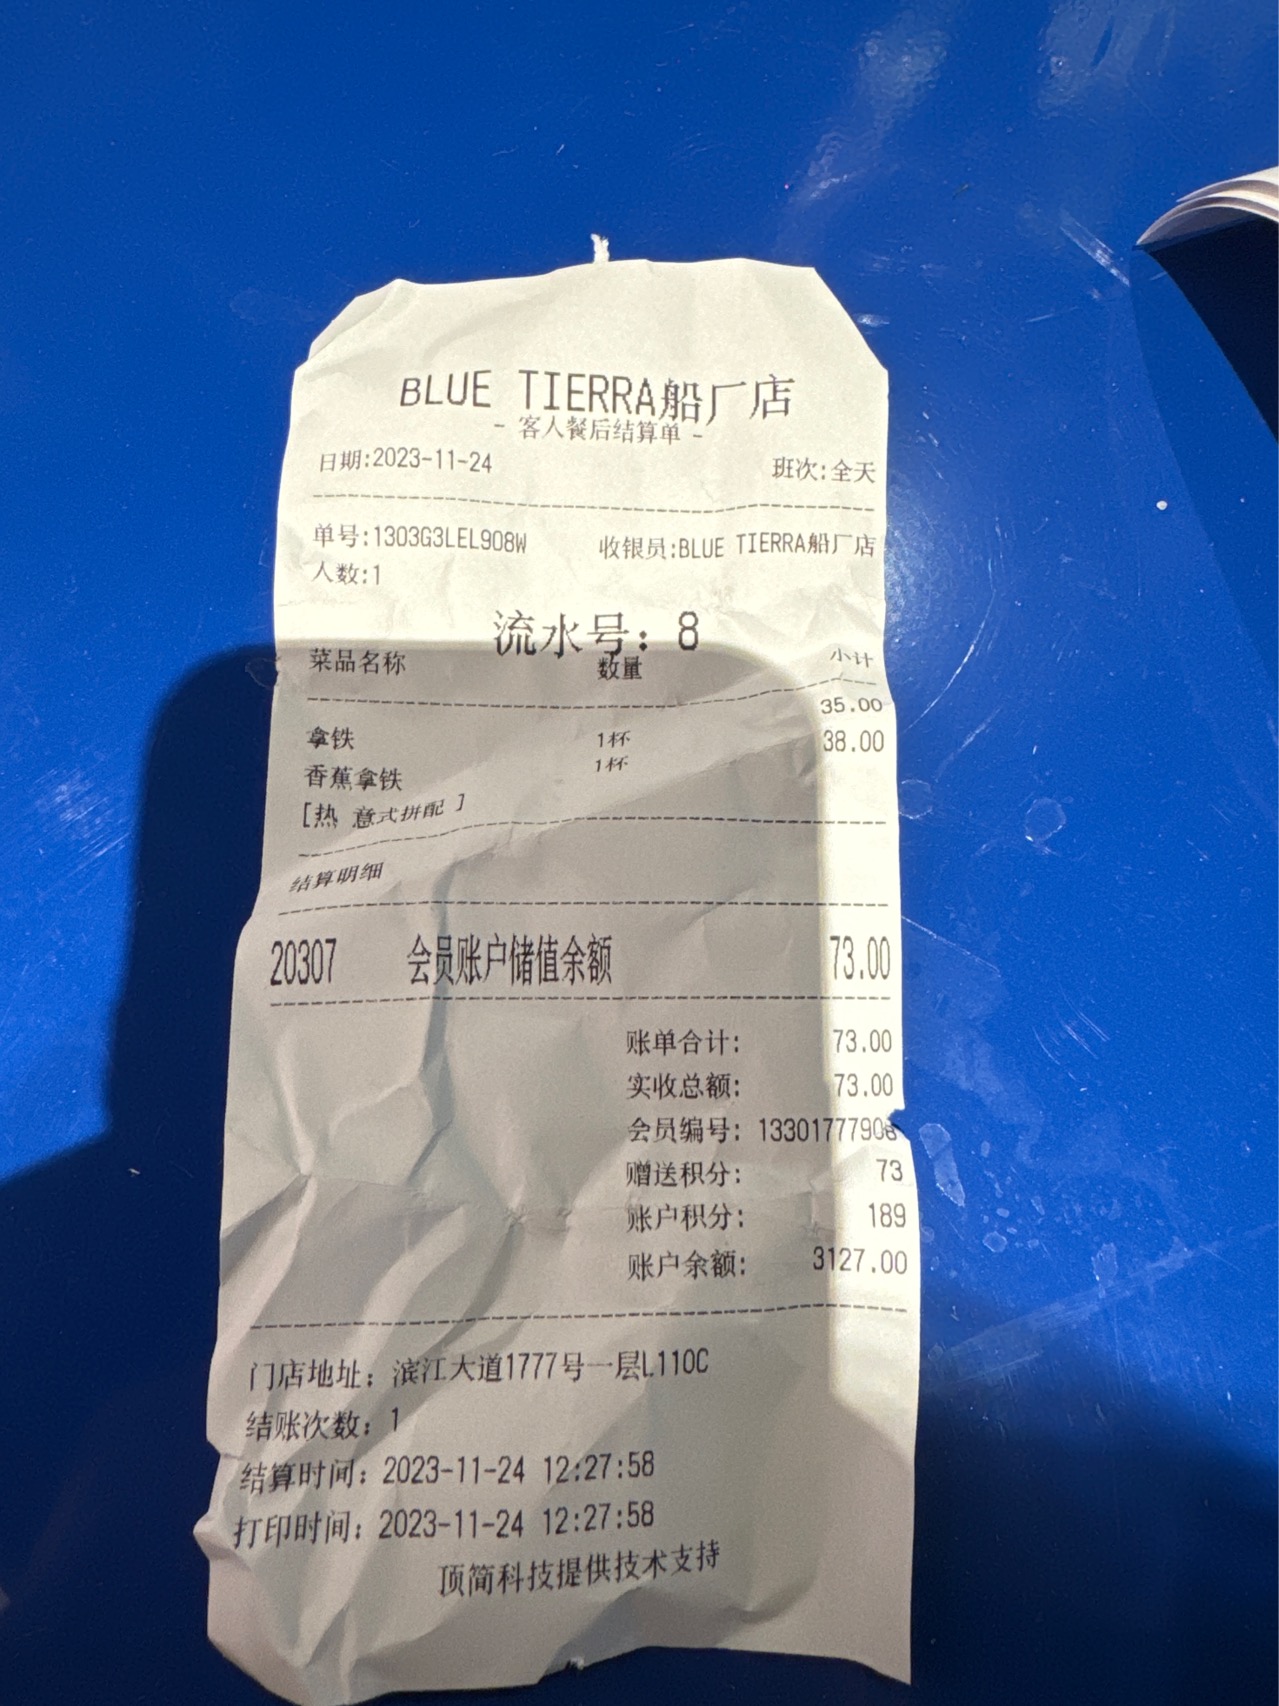 BLUE TIERRA船厂店
- 客人餐后结算单 -
日期:2023-11-24 班次:全天
单号:1303G3LEL908W 收银员:BLUE TIERRA船厂店
人数:1
流水号: 8
菜品名称 数量 小计
拿铁 1杯 35.00
香蕉拿铁 1杯 38.00
[热 意式拼配 ]
结算明细
20307 会员账户储值余额 73.00
账单合计: 73.00
实收总额: 73.00
会员编号: 13301777908
赠送积分: 73
账户积分: 189
账户余额: 3127.00
门店地址: 滨江大道1777号一层L110C
结账次数: 1
结算时间: 2023-11-24 12:27:58
打印时间: 2023-11-24 12:27:58
顶简科技提供技术支持